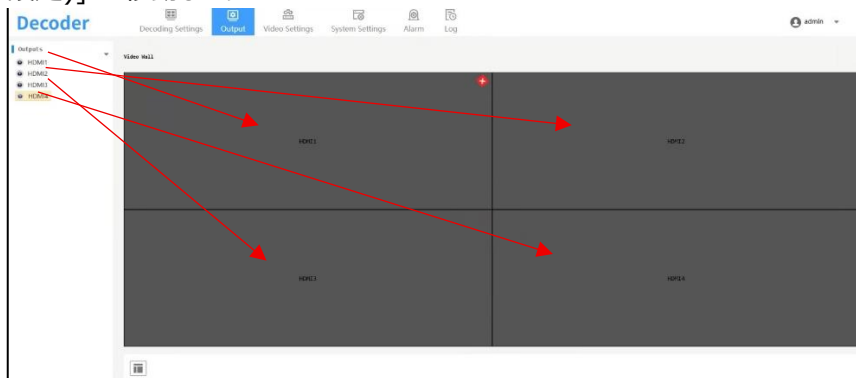 Decoder
Decoding Settings
Output
Video Settings
System Settings
Alarm
Log
admin
Outputs
HDMI1
HDMI2
HDMI3
HDMI4
Video Wall
HDMI1
HDMI2
HDMI3
HDMI4